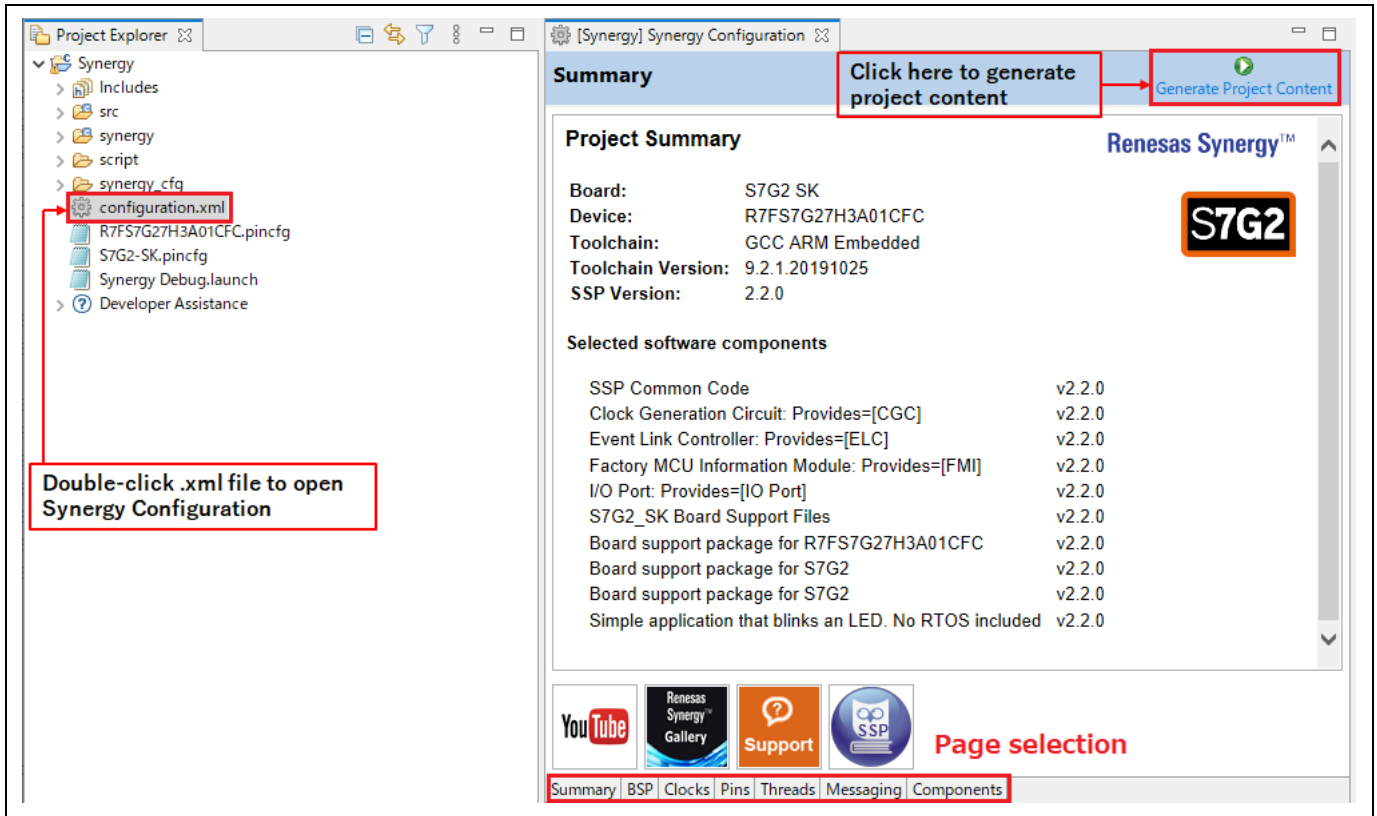 Project Explorer
Synergy
Includes
src
synergy
script
synergy_cfg
configuration.xml
R7FS7G27H3A01CFC.pincfg
S7G2-SK.pincfg
Synergy Debug.launch
Developer Assistance
Double-click .xml file to open
Synergy Configuration
[Synergy] Synergy Configuration
Summary
Click here to generate
project content
Generate Project Content
Project Summary
Renesas Synergy™
Board: S7G2 SK
Device: R7FS7G27H3A01CFC
Toolchain: GCC ARM Embedded
Toolchain Version: 9.2.1.20191025
SSP Version: 2.2.0
S7G2
Selected software components
SSP Common Code v2.2.0
Clock Generation Circuit: Provides=[CGC] v2.2.0
Event Link Controller: Provides=[ELC] v2.2.0
Factory MCU Information Module: Provides=[FMI] v2.2.0
I/O Port: Provides=[IO Port] v2.2.0
S7G2_SK Board Support Files v2.2.0
Board support package for R7FS7G27H3A01CFC v2.2.0
Board support package for S7G2 v2.2.0
Board support package for S7G2 v2.2.0
Simple application that blinks an LED. No RTOS included v2.2.0
YouTube
Renesas
Synergy™
Gallery
Support
SSP
Page selection
Summary BSP Clocks Pins Threads Messaging Components